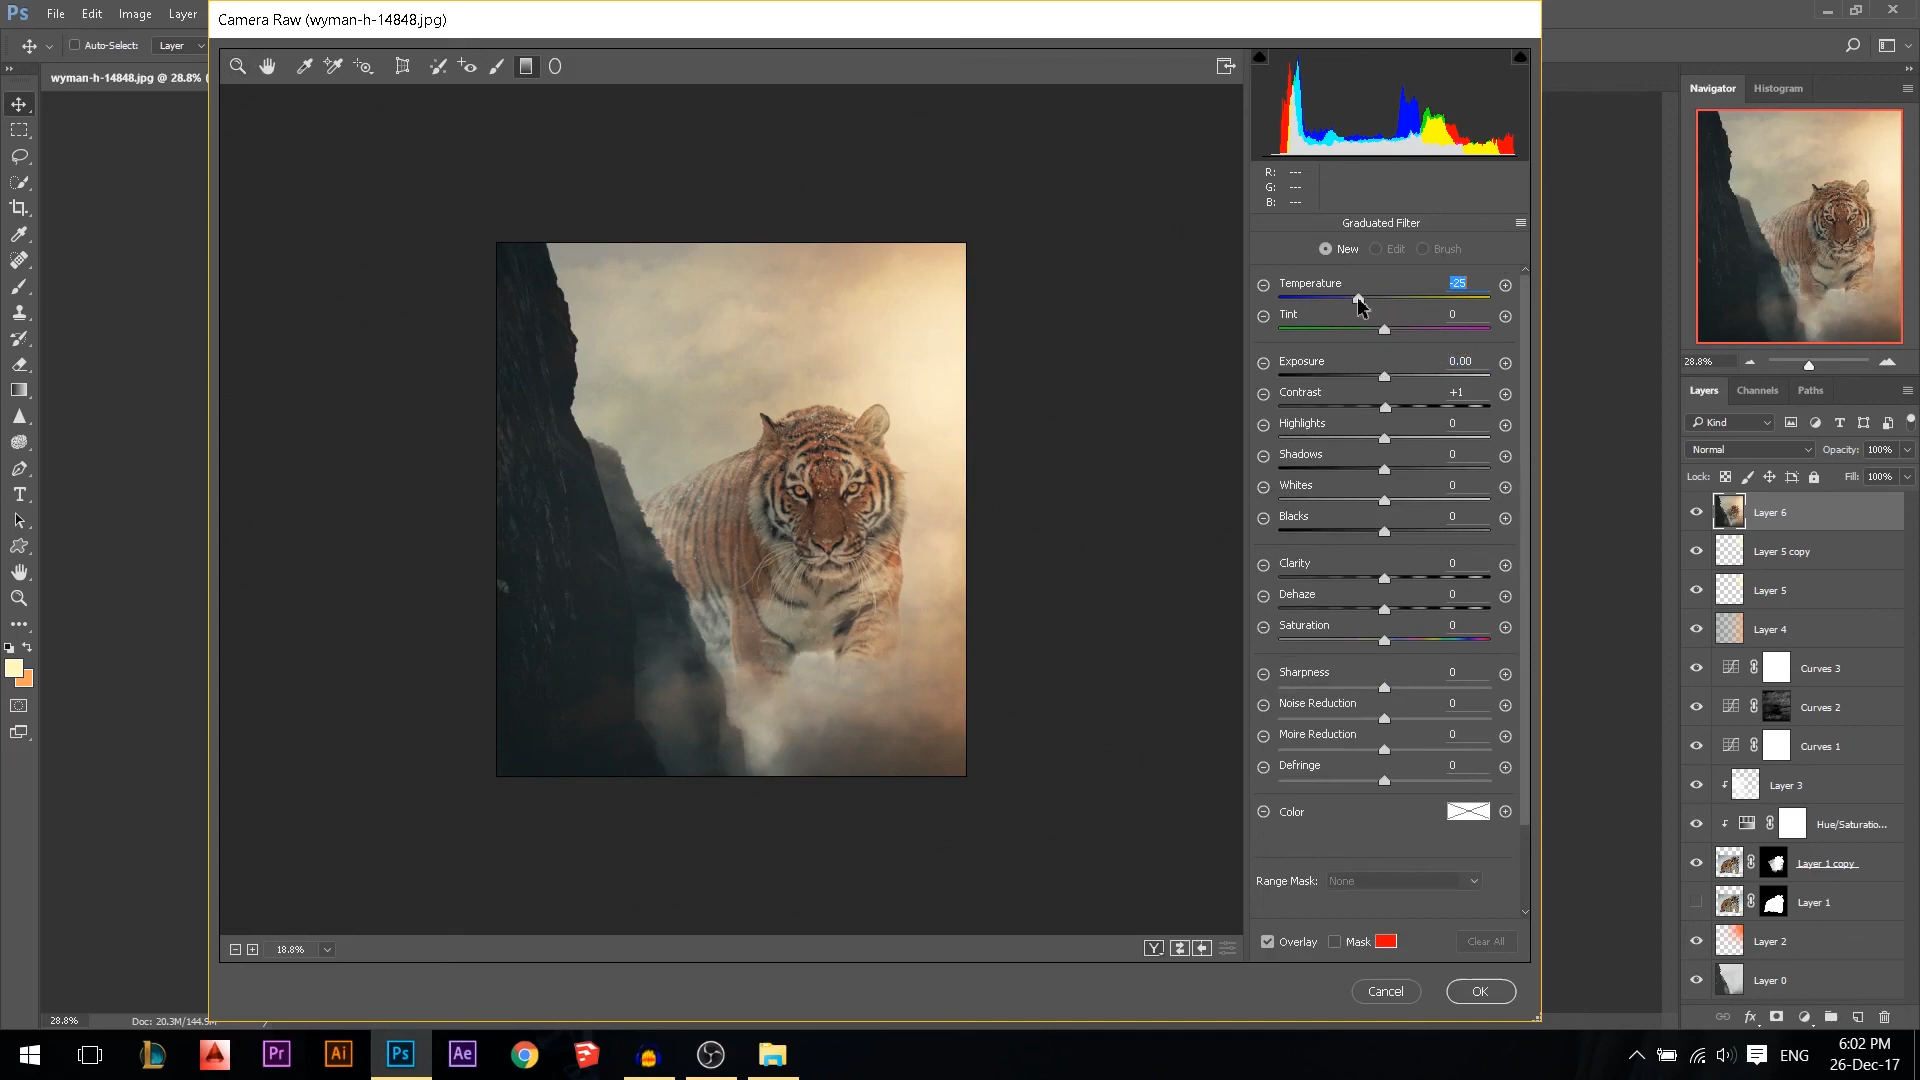 Ps File Edit Image Layer
Camera Raw (wyman-h-14848.jpg)
Auto-Select: Layer
wyman-h-14848.jpg @ 28.8% (
Navigator Histogram
R: ---
G: ---
B: ---
Graduated Filter
New Edit Brush
Temperature -25
Tint 0
Exposure 0.00
Contrast +1
Highlights 0
Shadows 0
Whites 0
Blacks 0
Clarity 0
Dehaze 0
Saturation 0
Sharpness 0
Noise Reduction 0
Moire Reduction 0
Defringe 0
Color
Range Mask: None
Overlay Mask Clear All
18.8%
Cancel OK
28.8%
Layers Channels Paths
Kind
Normal Opacity: 100%
Lock: Fill: 100%
Layer 6
Layer 5 copy
Layer 5
Layer 4
Curves 3
Curves 2
Curves 1
Layer 3
Hue/Saturatio...
Layer 1 copy
Layer 1
Layer 2
Layer 0
28.8% Doc: 20.3M/144.9M
Pr Ai Ps Ae
ENG
6:02 PM
26-Dec-17